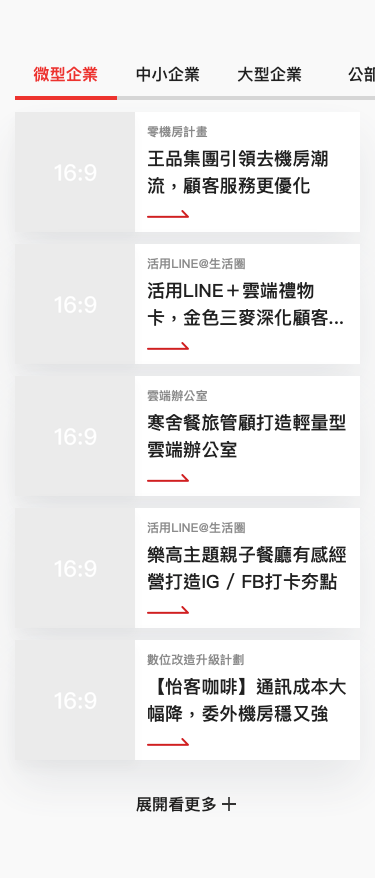 微型企業 中小企業 大型企業 公部
16:9
零機房計畫
王品集團引領去機房潮
流，顧客服務更優化
16:9
活用LINE@生活圈
活用LINE＋雲端禮物
卡，金色三麥深化顧客...
16:9
雲端辦公室
寒舍餐旅管顧打造輕量型
雲端辦公室
16:9
活用LINE@生活圈
樂高主題親子餐廳有感經
營打造IG / FB打卡夯點
16:9
數位改造升級計劃
【怡客咖啡】通訊成本大
幅降，委外機房穩又強
展開看更多 ＋